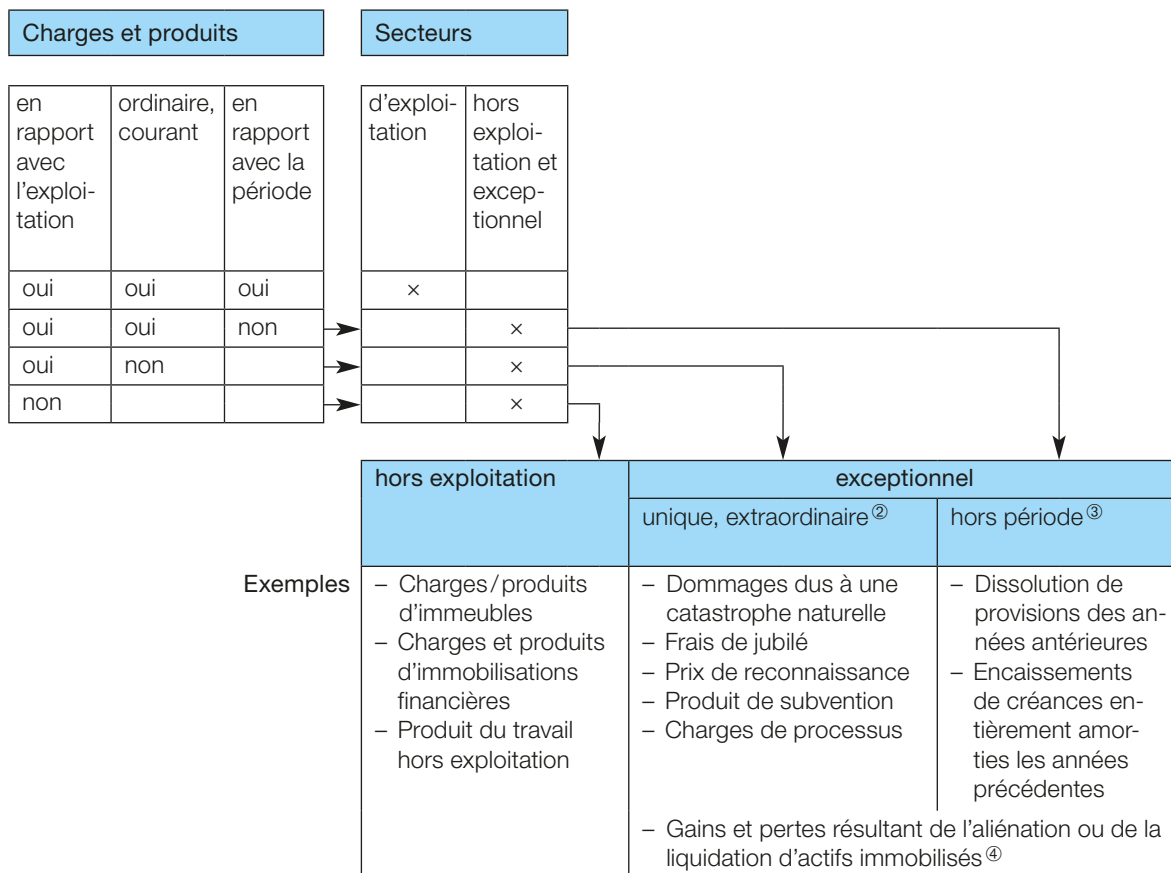 Charges et produits
Secteurs
en
rapport
avec
l'exploi-
tation
ordinaire,
courant
en
rapport
avec la
période
d'exploi-
tation
hors
exploi-
tation et
excep-
tionnel
oui oui oui ×
oui oui non ×
oui non ×
non ×
hors exploitation
exceptionnel
unique, extraordinaire②
hors période③
Exemples
– Charges/produits
d'immeubles
– Charges et produits
d'immobilisations
financières
– Produit du travail
hors exploitation
– Dommages dus à une
catastrophe naturelle
– Frais de jubilé
– Prix de reconnaissance
– Produit de subvention
– Charges de processus
– Dissolution de
provisions des an-
nées antérieures
– Encaissements
de créances en-
tièrement amor-
ties les années
précédentes
– Gains et pertes résultant de l'aliénation ou de la
liquidation d'actifs immobilisés④